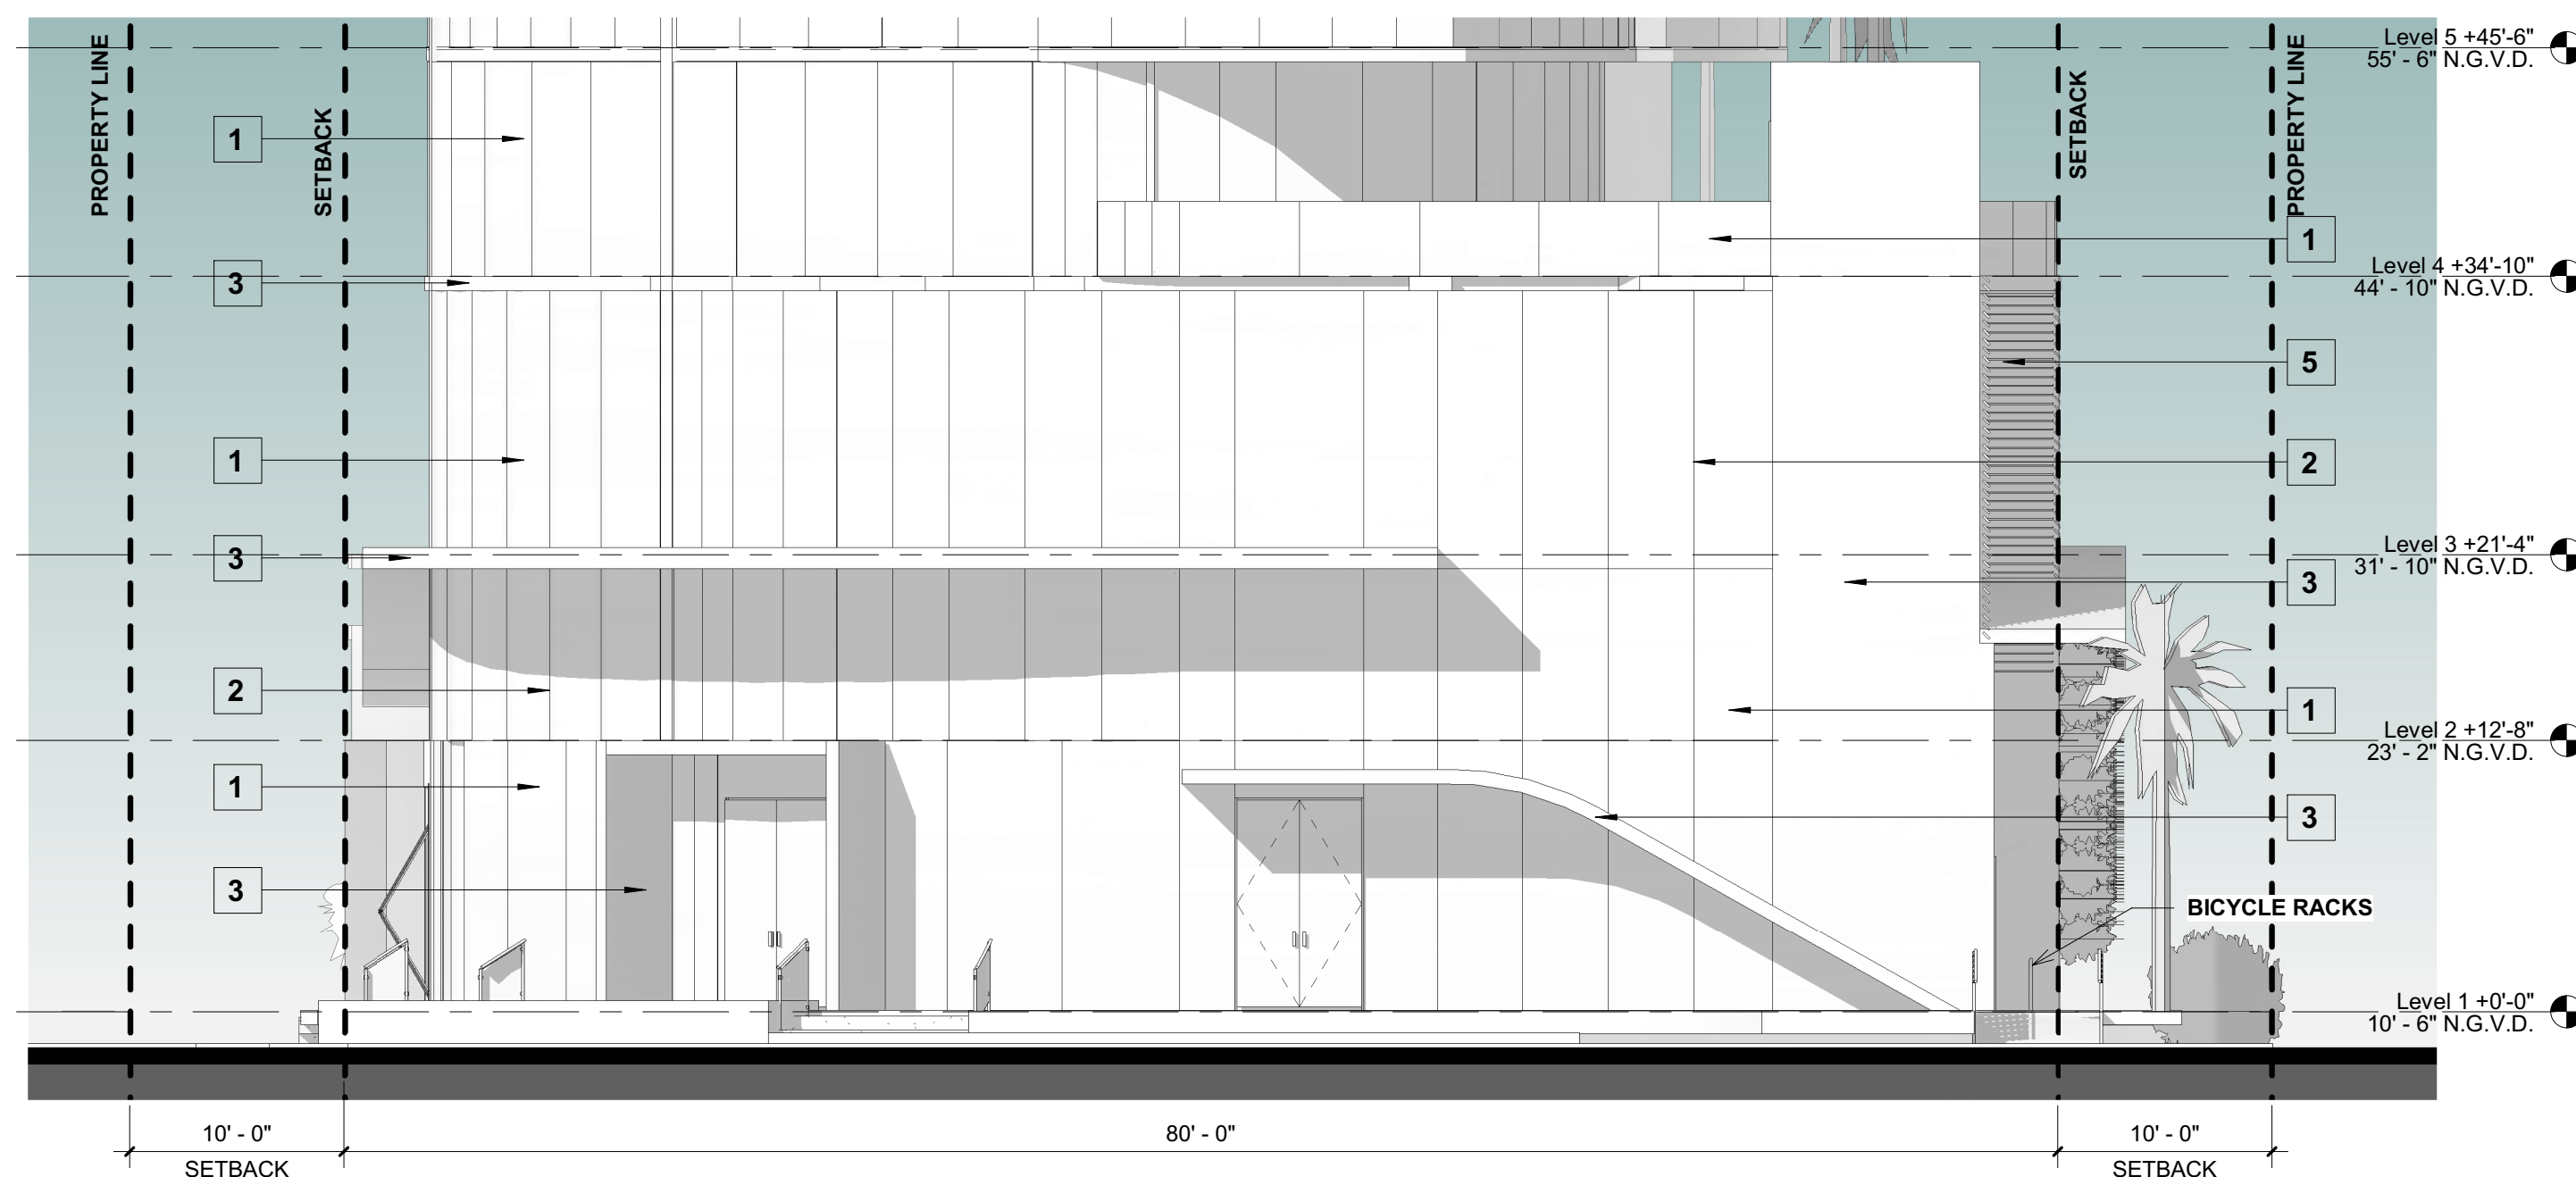 PROPERTY LINE
SETBACK
SETBACK
PROPERTY LINE
Level 5 +45'-6"
55' - 6" N.G.V.D.
1
1
3
Level 4 +34'-10"
44' - 10" N.G.V.D.
5
1
2
3
Level 3 +21'-4"
31' - 10" N.G.V.D.
3
2
1
Level 2 +12'-8"
23' - 2" N.G.V.D.
1
3
3
BICYCLE RACKS
Level 1 +0'-0"
10' - 6" N.G.V.D.
10' - 0"
80' - 0"
10' - 0"
SETBACK
SETBACK